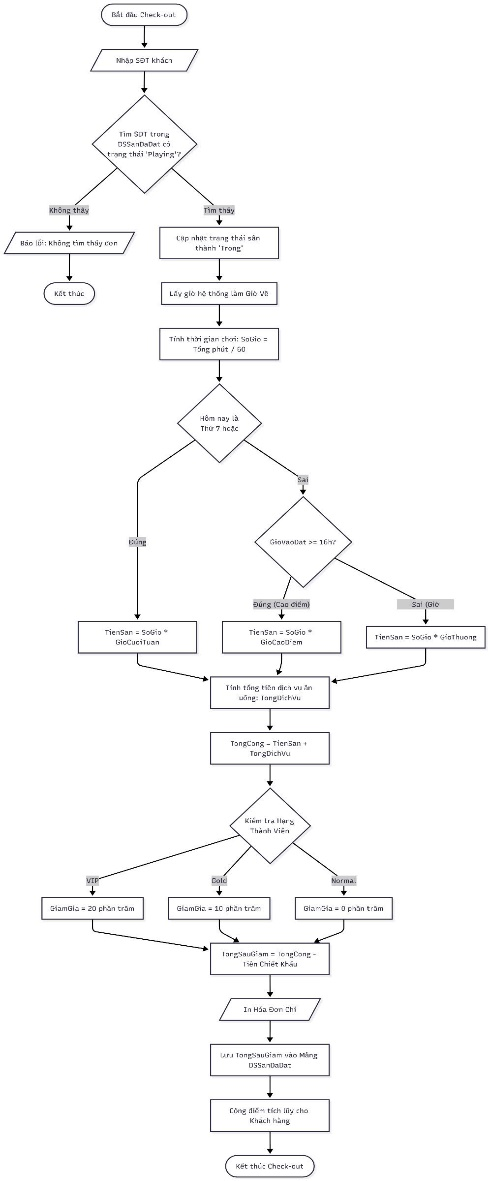 Bắt đầu Check-out
Nhập SĐT khách
Tìm SĐT trong
DSSanDaDat có
trạng thái 'Playing'?
Không thấy
Tìm thấy
Báo lỗi: Không tìm thấy đơn
Cập nhật trạng thái sân
thành 'Trong'
Kết thúc
Lấy giờ hệ thống làm Giờ Về
Tính thời gian chơi: SoGio =
Tổng phút / 60
Hôm nay là
Thứ 7 hoặc
Sai
Đúng
GioVaoDat >= 16h?
Đúng (Cao điểm)
Sai (Giờ
TienSan = SoGio *
GioCuoiTuan
TienSan = SoGio *
GioCaoDiem
TienSan = SoGio * GioThuong
Tính tổng tiền dịch vụ ăn
uống: TongDichVu
TongCong = TienSan +
TongDichVu
Kiểm tra Hạng
Thành Viên
VIP
Gold
Norma
GiamGia = 20 phần trăm
GiamGia = 10 phần trăm
GiamGia = 0 phần trăm
TongSauGiam = TongCong -
Tiền Chiết Khấu
In Hóa Đơn Chi
Lưu TongSauGiam vào Mảng
DSSanDaDat
Cộng điểm tích lũy cho
Khách hàng
Kết thúc Check-out